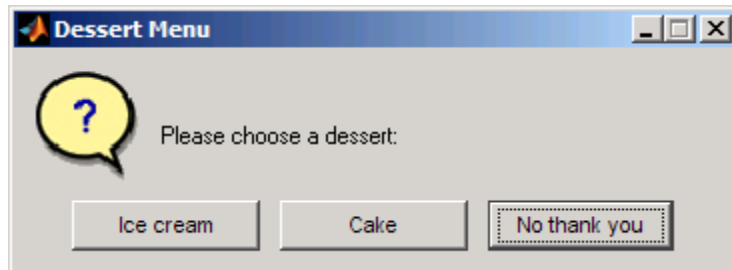 Dessert Menu
?
Please choose a dessert:
Ice cream Cake No thank you